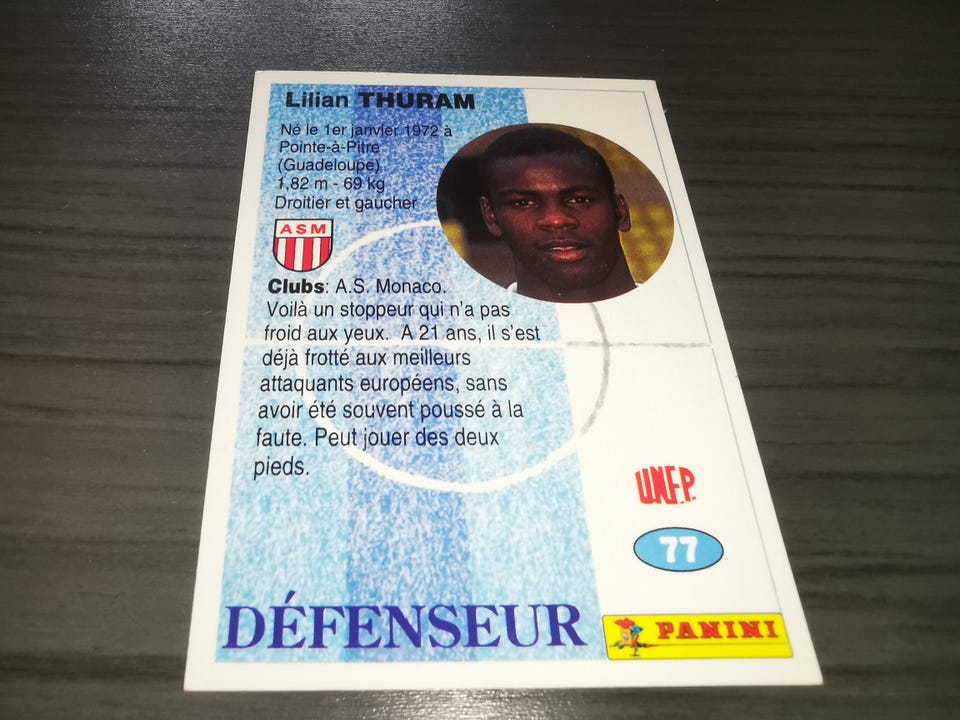 Lilian THURAM
Né le 1er janvier 1972 à
Pointe-à-Pitre
(Guadeloupe)
1,82 m - 69 kg
Droitier et gaucher
ASM
Clubs: A.S. Monaco.
Voilà un stoppeur qui n'a pas
froid aux yeux. A 21 ans, il s'est
déjà frotté aux meilleurs
attaquants européens, sans
avoir été souvent poussé à la
faute. Peut jouer des deux
pieds.
U.N.F.P.
77
DÉFENSEUR
PANINI